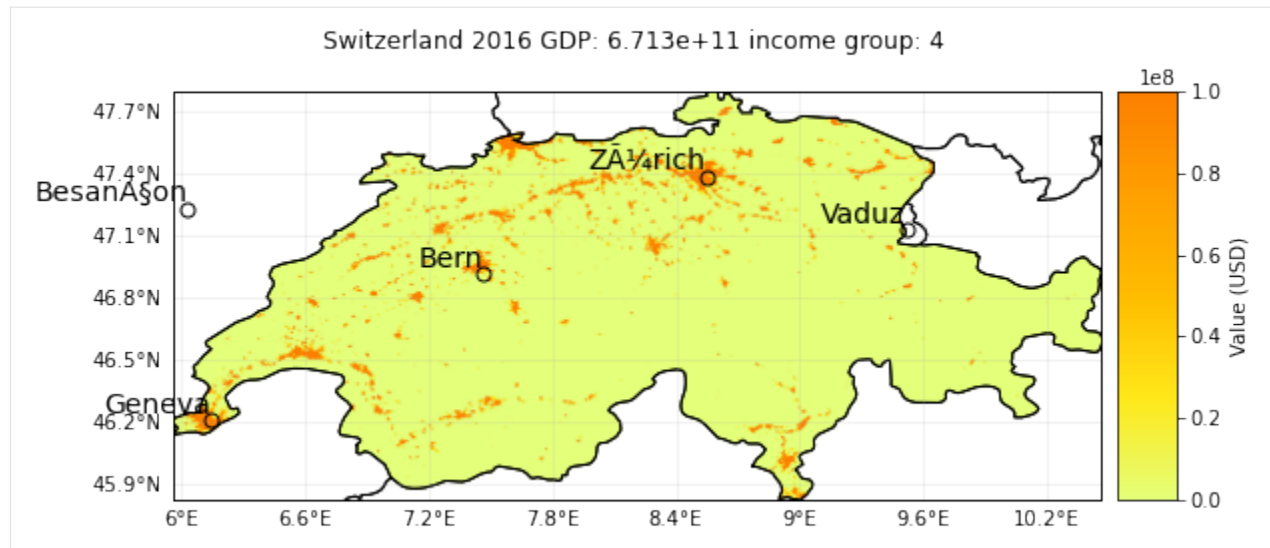 Switzerland 2016 GDP: 6.713e+11 income group: 4
1e8
47.7°N
47.4°N
47.1°N
46.8°N
46.5°N
46.2°N
45.9°N
ZÃ¼rich
BesanÃ§on
Vaduz
Bern
Geneva
6°E
6.6°E
7.2°E
7.8°E
8.4°E
9°E
9.6°E
10.2°E
1.0
0.8
0.6
0.4
0.2
0.0
Value (USD)